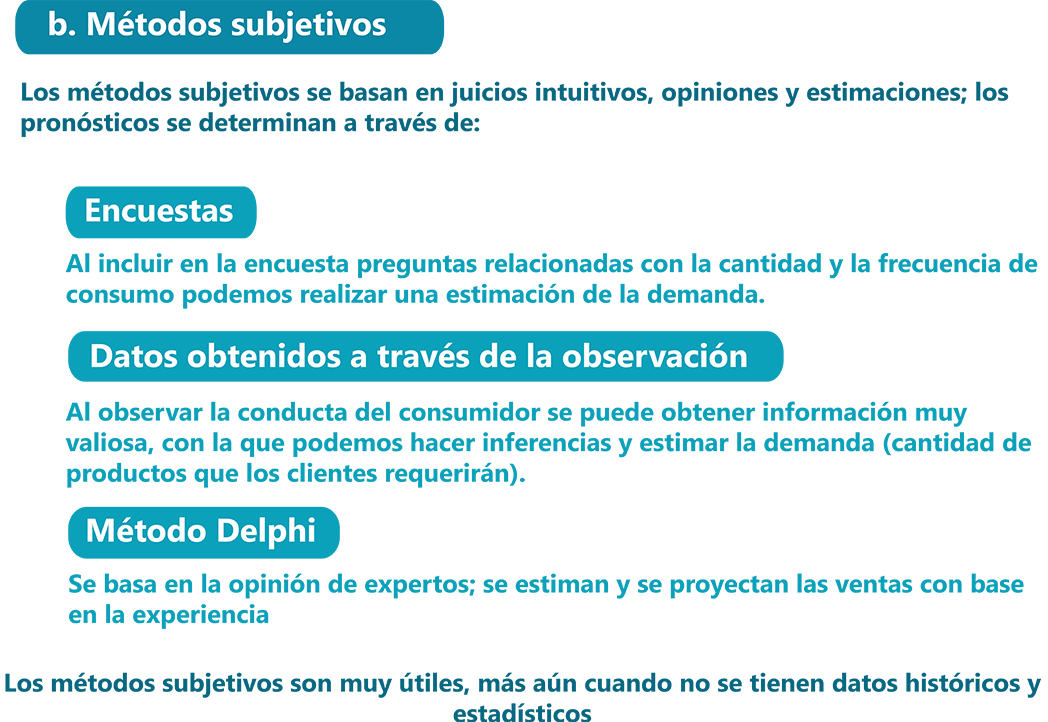 b. Métodos subjetivos
Los métodos subjetivos se basan en juicios intuitivos, opiniones y estimaciones; los
pronósticos se determinan a través de:
Encuestas
Al incluir en la encuesta preguntas relacionadas con la cantidad y la frecuencia de
consumo podemos realizar una estimación de la demanda.
Datos obtenidos a través de la observación
Al observar la conducta del consumidor se puede obtener información muy
valiosa, con la que podemos hacer inferencias y estimar la demanda (cantidad de
productos que los clientes requerirán).
Método Delphi
Se basa en la opinión de expertos; se estiman y se proyectan las ventas con base
en la experiencia
Los métodos subjetivos son muy útiles, más aún cuando no se tienen datos históricos y
estadísticos